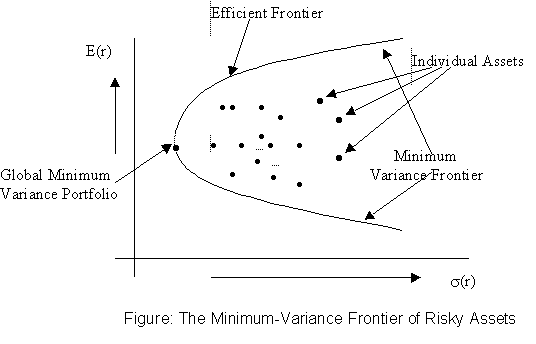 Efficient Frontier
E(r)
Individual Assets
Minimum
Variance Frontier
Global Minimum
Variance Portfolio
σ(r)
Figure: The Minimum-Variance Frontier of Risky Assets